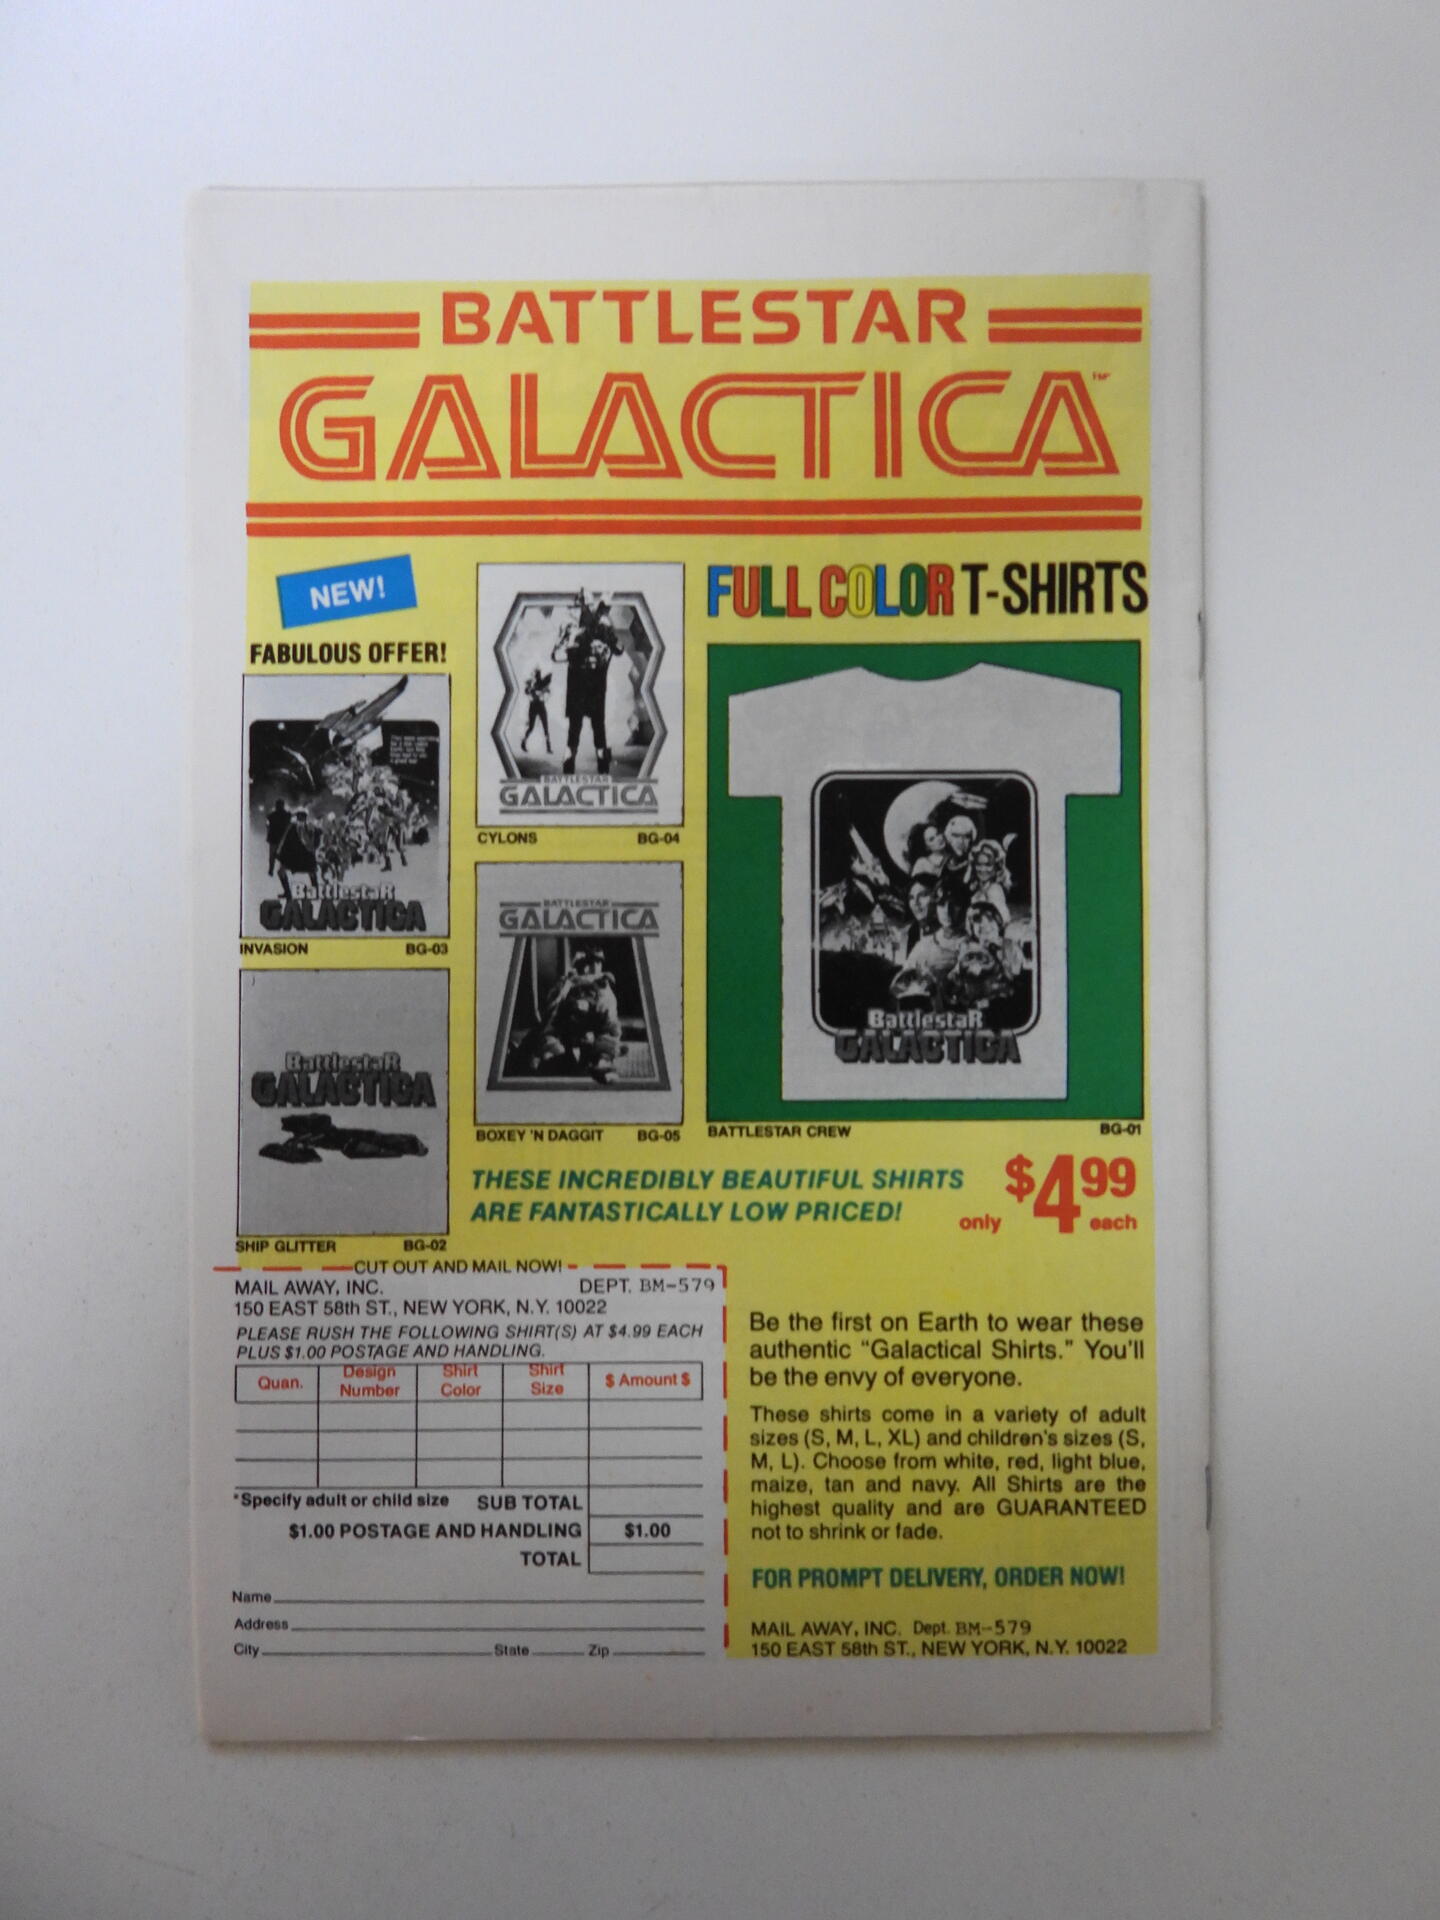 BATTLESTAR
GALACTICA™
NEW!
FABULOUS OFFER!
FULL COLOR T-SHIRTS
BattlestaR
GALACTICA
INVASION BG-03
BATTLESTAR
GALACTICA
CYLONS BG-04
BattlestaR
GALACTICA
SHIP GLITTER BG-02
BATTLESTAR
GALACTICA
BOXEY 'N DAGGIT BG-05
BattlestaR
GALACTICA
BATTLESTAR CREW BG-01
THESE INCREDIBLY BEAUTIFUL SHIRTS
ARE FANTASTICALLY LOW PRICED!
only $4.99 each
CUT OUT AND MAIL NOW!
MAIL AWAY, INC. DEPT. BM-579
150 EAST 58th ST., NEW YORK, N.Y. 10022
PLEASE RUSH THE FOLLOWING SHIRT(S) AT $4.99 EACH
PLUS $1.00 POSTAGE AND HANDLING.
Quan. Design Number Shirt Color Shirt Size $ Amount $
*Specify adult or child size SUB TOTAL
$1.00 POSTAGE AND HANDLING $1.00
TOTAL
Name
Address
City State Zip
Be the first on Earth to wear these
authentic "Galactical Shirts." You'll
be the envy of everyone.
These shirts come in a variety of adult
sizes (S, M, L, XL) and children's sizes (S,
M, L). Choose from white, red, light blue,
maize, tan and navy. All Shirts are the
highest quality and are GUARANTEED
not to shrink or fade.
FOR PROMPT DELIVERY, ORDER NOW!
MAIL AWAY, INC. Dept. BM-579
150 EAST 58th ST., NEW YORK, N.Y. 10022